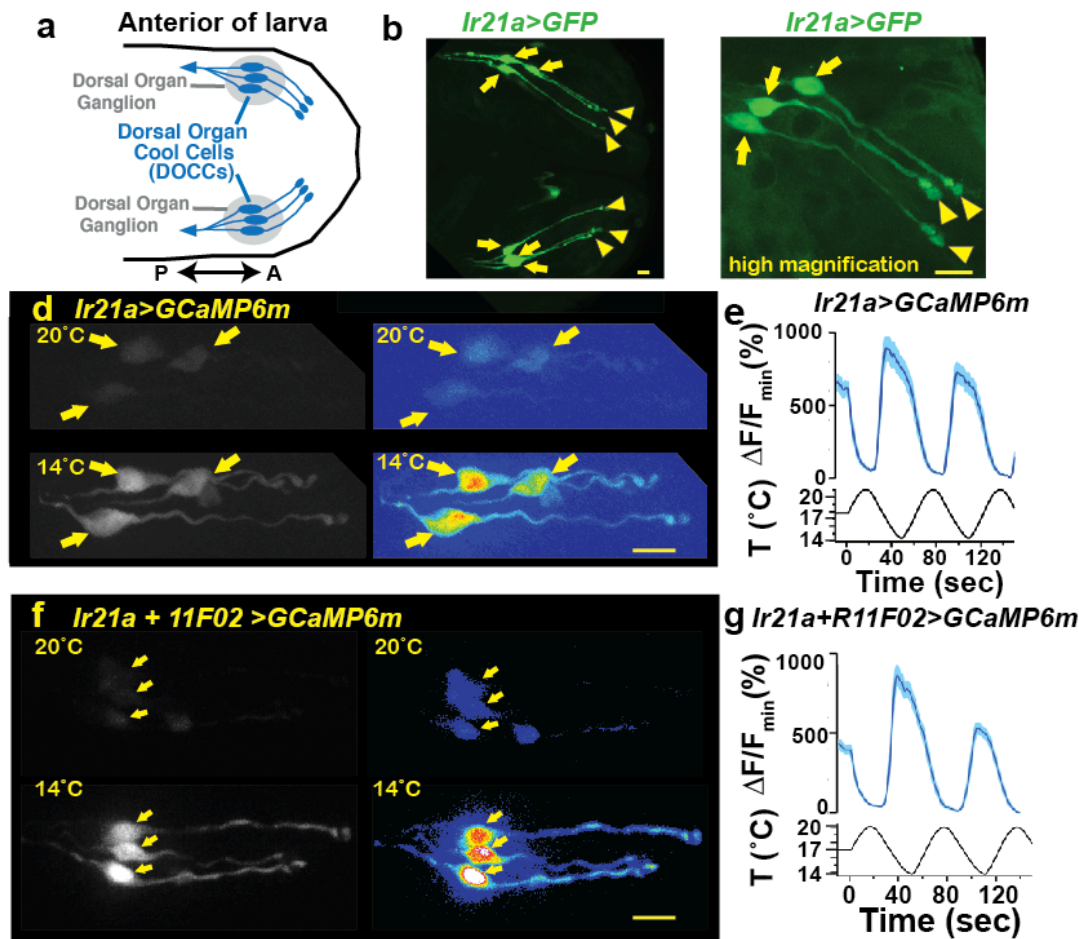 a
Anterior of larva
Dorsal Organ
Ganglion
Dorsal Organ
Cool Cells
(DOCCs)
Dorsal Organ
Ganglion
P
A
b
Ir21a>GFP
Ir21a>GFP
high magnification
d
Ir21a>GCaMP6m
20˚C
20˚C
14˚C
14˚C
e
Ir21a>GCaMP6m
1000
500
0
ΔF/Fmin(%)
20
17
14
T (˚C)
0
40
80
120
Time (sec)
f
Ir21a + 11F02 >GCaMP6m
20˚C
20˚C
14˚C
14˚C
g
Ir21a+R11F02>GCaMP6m
1000
500
0
ΔF/Fmin(%)
20
17
14
T (˚C)
0
40
80
120
Time (sec)